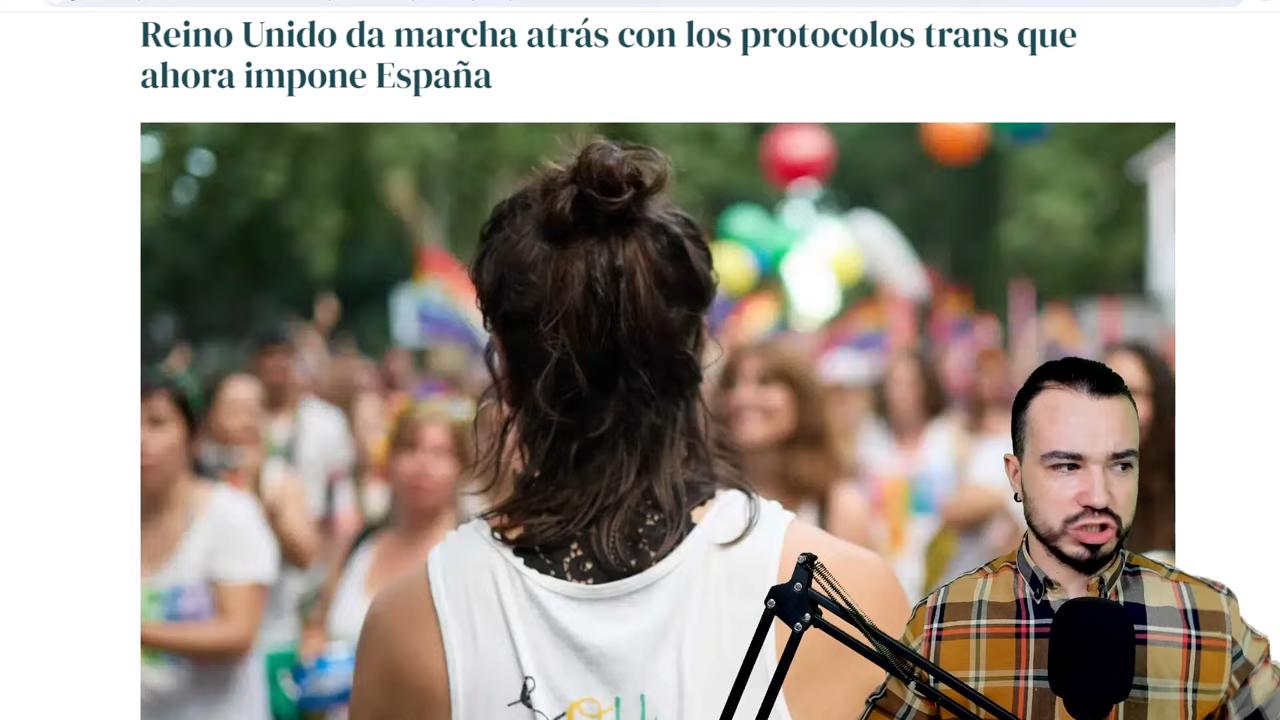 Reino Unido da marcha atrás con los protocolos trans que
ahora impone España